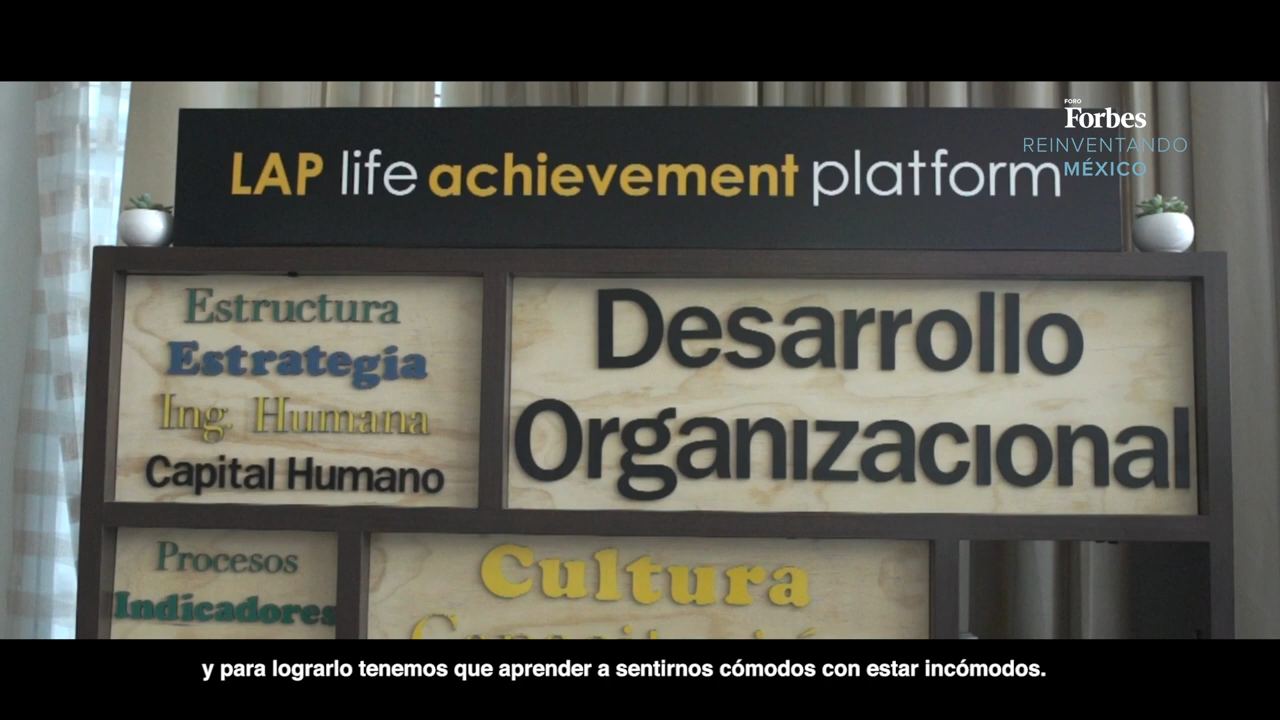 FORO
Forbes
REINVENTANDO
MÉXICO
LAP life achievement platform
Estructura
Estrategia
Ing. Humana
Capital Humano
Desarrollo
Organizacional
Procesos
Indicadores
Cultura
y para lograrlo tenemos que aprender a sentirnos cómodos con estar incómodos.